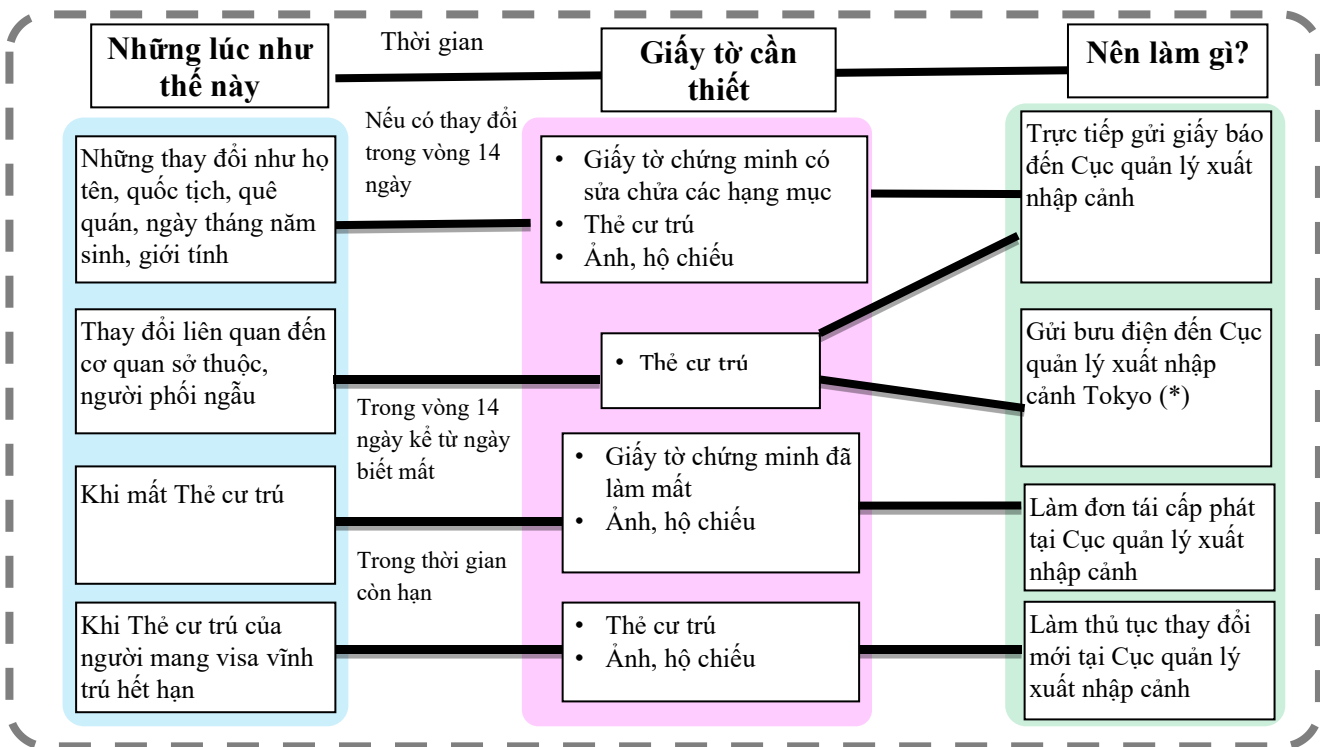 Những lúc như
thế này
Thời gian
Giấy tờ cần
thiết
Nên làm gì?
Những thay đổi như họ
tên, quốc tịch, quê
quán, ngày tháng năm
sinh, giới tính
Nếu có thay đổi
trong vòng 14
ngày
• Giấy tờ chứng minh có
sửa chửa các hạng mục
• Thẻ cư trú
• Ảnh, hộ chiếu
Trực tiếp gửi giấy báo
đến Cục quản lý xuất
nhập cảnh
Thay đổi liên quan đến
cơ quan sở thuộc,
người phối ngẫu
• Thẻ cư trú
Gửi bưu điện đến Cục
quản lý xuất nhập
cảnh Tokyo (*)
Trong vòng 14
ngày kể từ ngày
biết mất
Khi mất Thẻ cư trú
• Giấy tờ chứng minh đã
làm mất
• Ảnh, hộ chiếu
Làm đơn tái cấp phát
tại Cục quản lý xuất
nhập cảnh
Trong thời gian
còn hạn
Khi Thẻ cư trú của
người mang visa vĩnh
trú hết hạn
• Thẻ cư trú
• Ảnh, hộ chiếu
Làm thủ tục thay đổi
mới tại Cục quản lý
xuất nhập cảnh